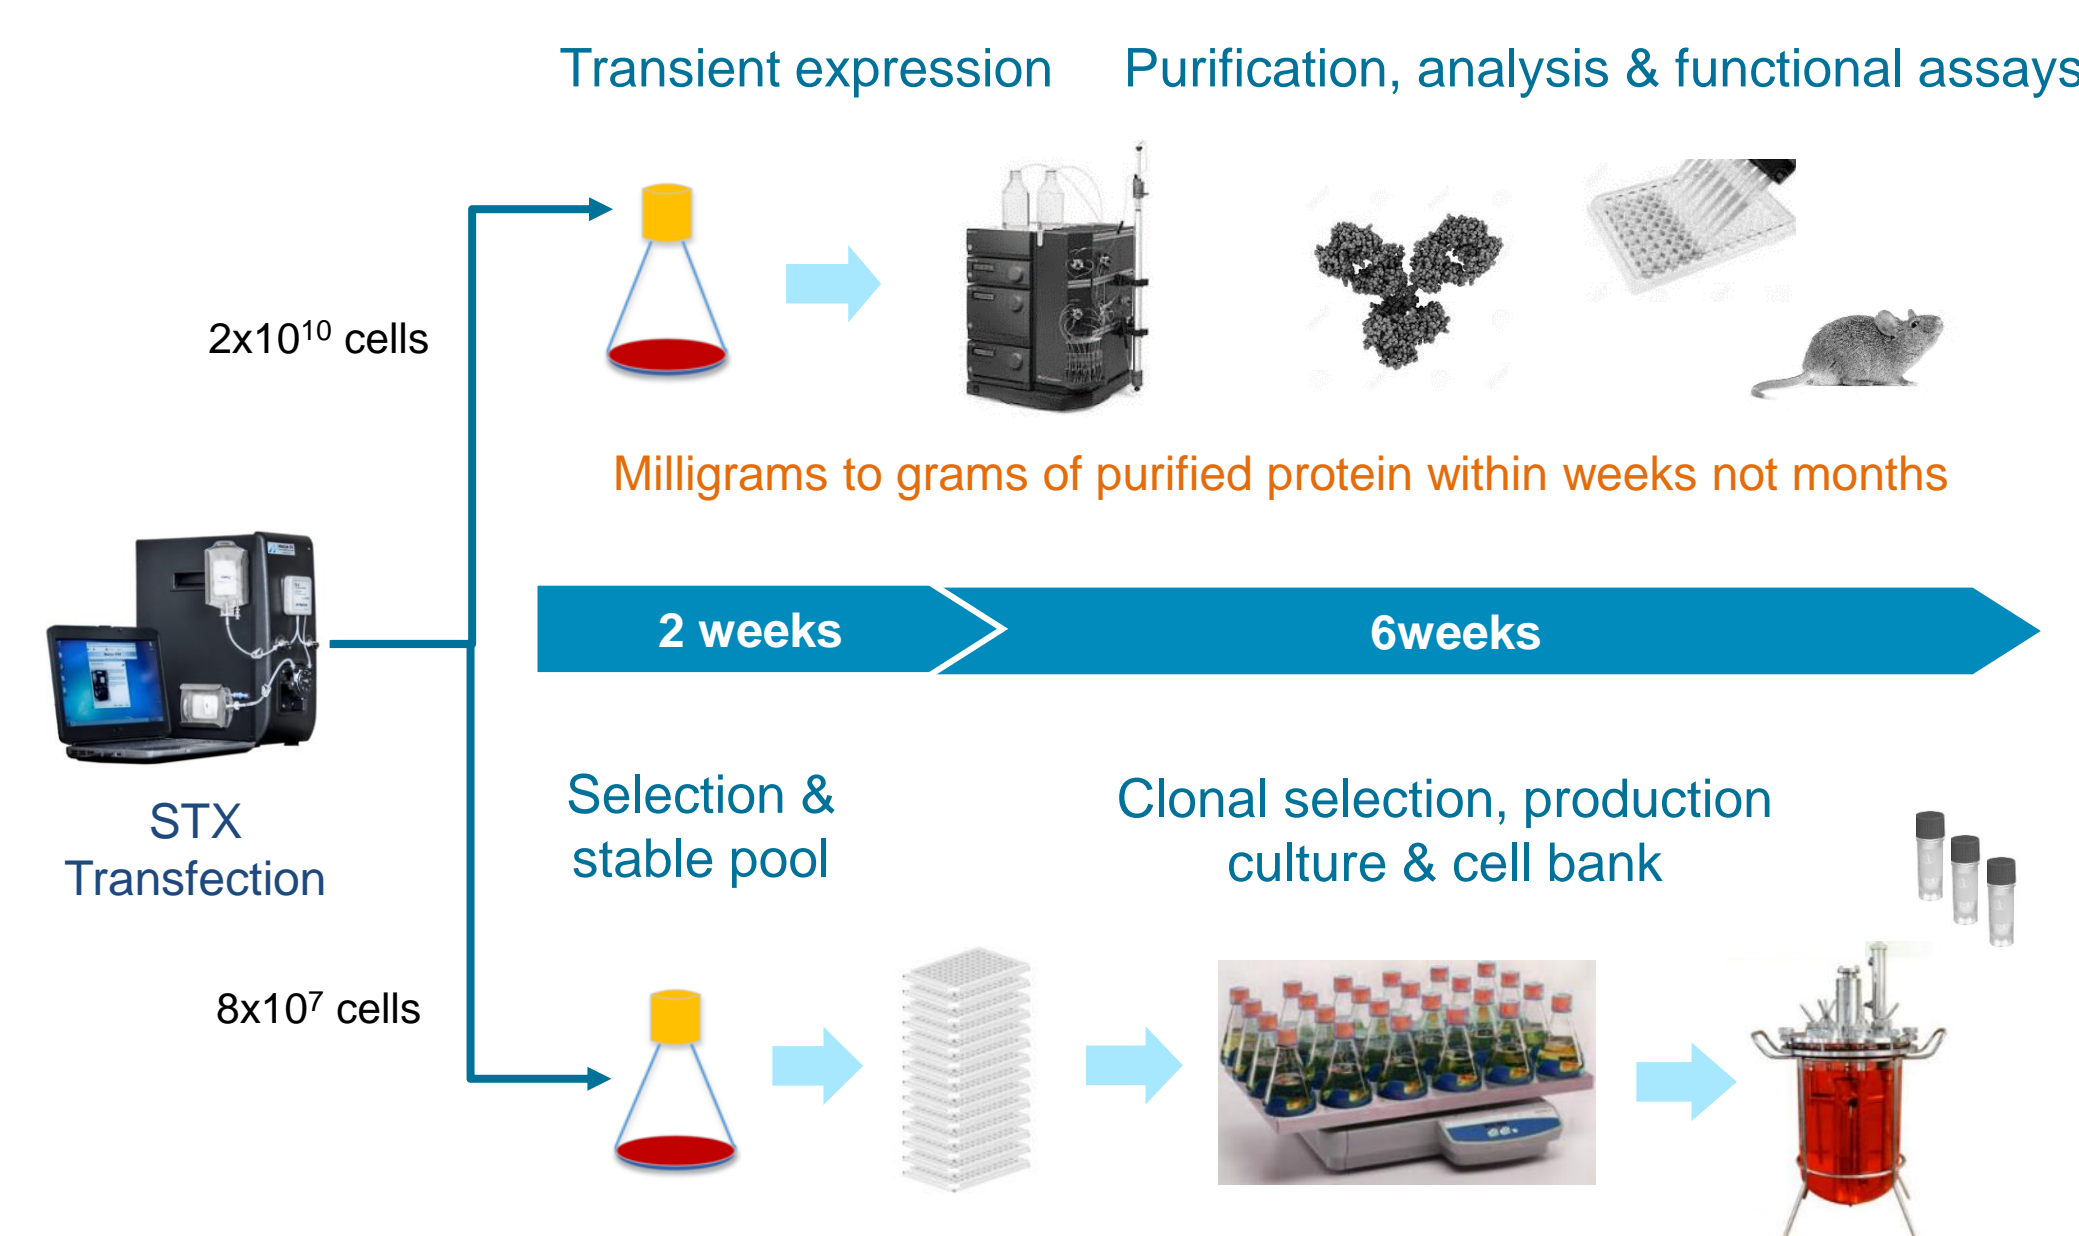 Transient expression
Purification, analysis & functional assays
2x10¹⁰ cells
Milligrams to grams of purified protein within weeks not months
2 weeks
6weeks
STX
Transfection
Selection &
stable pool
Clonal selection, production
culture & cell bank
8x10⁷ cells